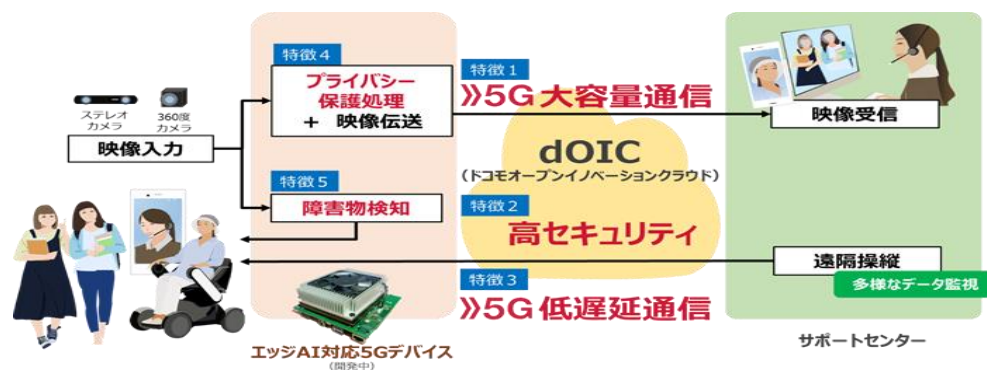 ステレオ
カメラ
360度
カメラ
映像入力
特徴4
プライバシー
保護処理
+ 映像伝送
特徴5
障害物検知
エッジAI対応5Gデバイス
(開発中)
特徴1
》5G 大容量通信
dOIC
(ドコモオープンイノベーションクラウド)
特徴2
高セキュリティ
特徴3
》5G 低遅延通信
映像受信
遠隔操縦
多様なデータ監視
サポートセンター